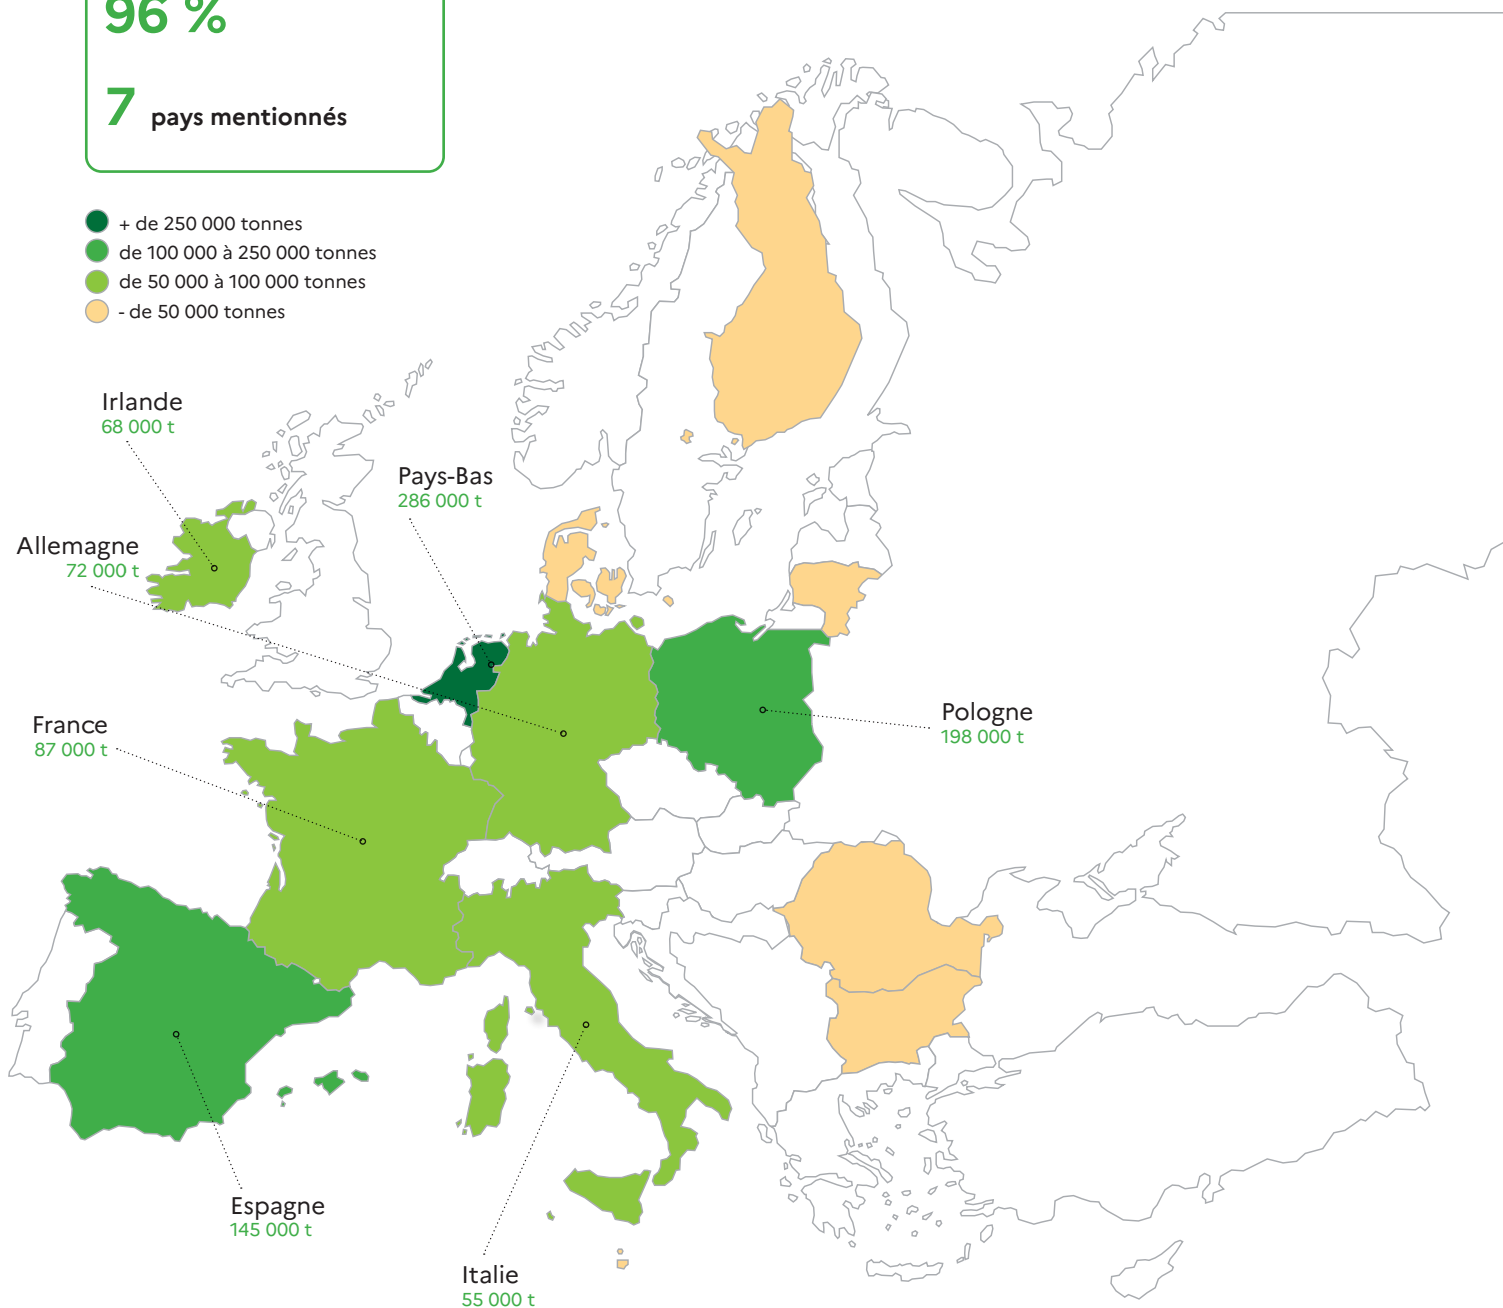 96 %
7 pays mentionnés
+ de 250 000 tonnes
de 100 000 à 250 000 tonnes
de 50 000 à 100 000 tonnes
- de 50 000 tonnes
Irlande
68 000 t
Pays-Bas
286 000 t
Allemagne
72 000 t
France
87 000 t
Pologne
198 000 t
Espagne
145 000 t
Italie
55 000 t